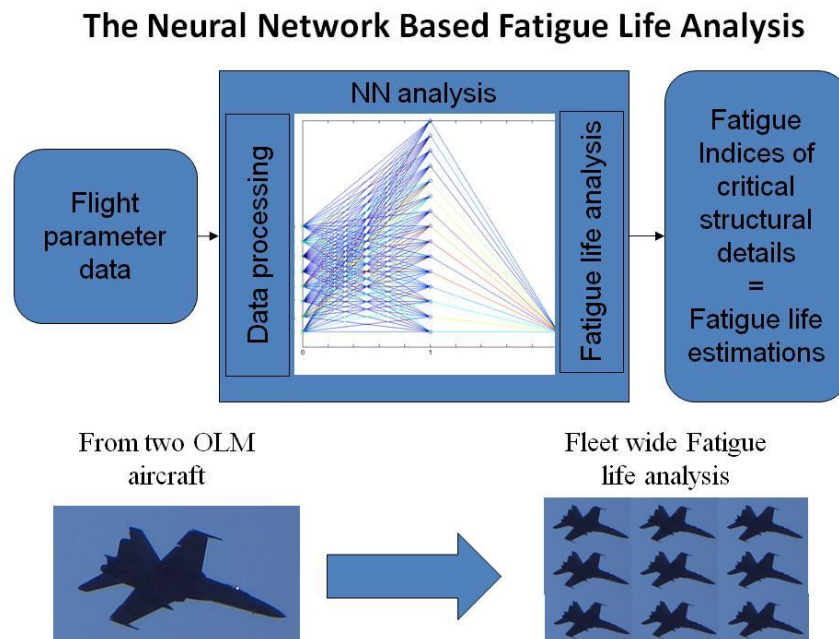 The Neural Network Based Fatigue Life Analysis
NN analysis
Flight
parameter
data
Data processing
0
1
Fatigue life analysis
Fatigue
Indices of
critical
structural
details
=
Fatigue life
estimations
From two OLM
aircraft
Fleet wide Fatigue
life analysis